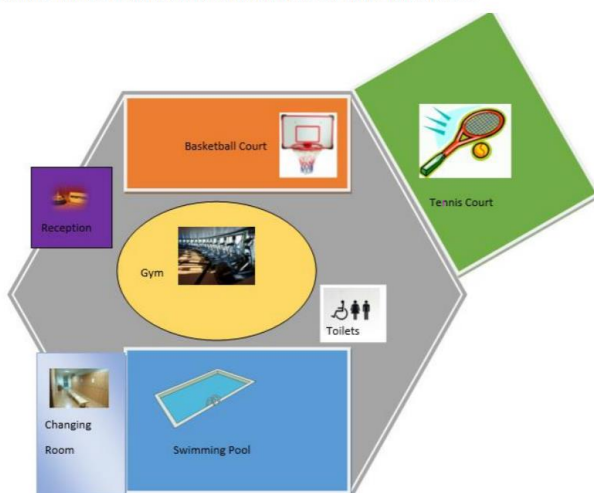 Basketball Court
Tennis Court
Reception
Gym
Toilets
Changing
Room
Swimming Pool